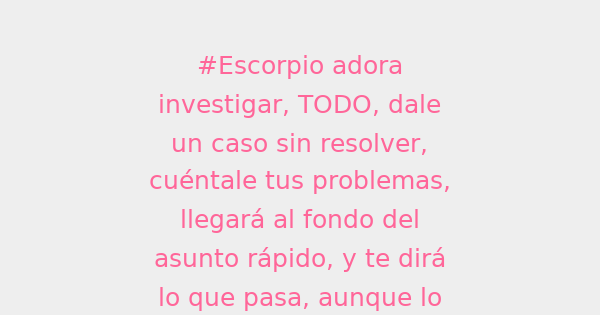 #Escorpio adora
investigar, TODO, dale
un caso sin resolver,
cuéntale tus problemas,
llegará al fondo del
asunto rápido, y te dirá
lo que pasa, aunque lo